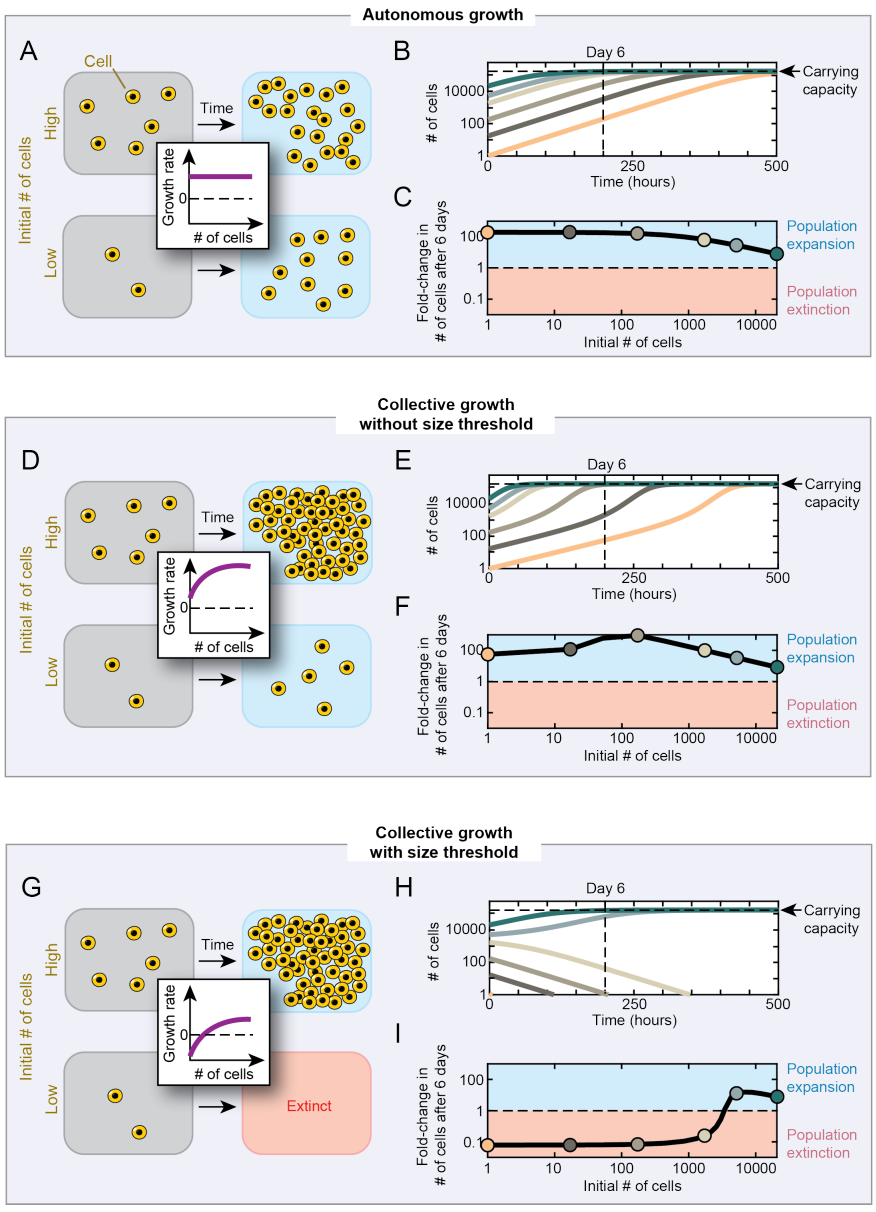 Autonomous growth
A
Cell
Initial # of cells
High
Time
Growth rate
0
# of cells
Low
B
Day 6
# of cells
10000
100
1
0
250
500
Time (hours)
Carrying
capacity
C
Fold-change in
# of cells after 6 days
100
1
0.1
1
10
100
1000
10000
Initial # of cells
Population
expansion
Population
extinction
Collective growth
without size threshold
D
Initial # of cells
High
Time
Growth rate
0
# of cells
Low
E
Day 6
# of cells
10000
100
1
0
250
500
Time (hours)
Carrying
capacity
F
Fold-change in
# of cells after 6 days
100
1
0.1
1
10
100
1000
10000
Initial # of cells
Population
expansion
Population
extinction
Collective growth
with size threshold
G
Initial # of cells
High
Time
Growth rate
0
# of cells
Low
Extinct
H
Day 6
# of cells
10000
100
1
0
250
500
Time (hours)
Carrying
capacity
I
Fold-change in
# of cells after 6 days
100
1
0.1
1
10
100
1000
10000
Initial # of cells
Population
expansion
Population
extinction